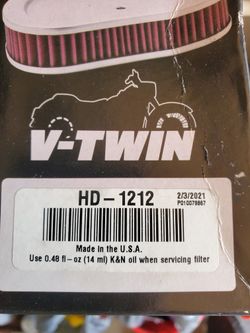 V-TWIN
HD-1212
2/3/2021
P010079867
Made in the U.S.A.
Use 0.48 fl-oz (14 ml) K&N oil when servicing filter